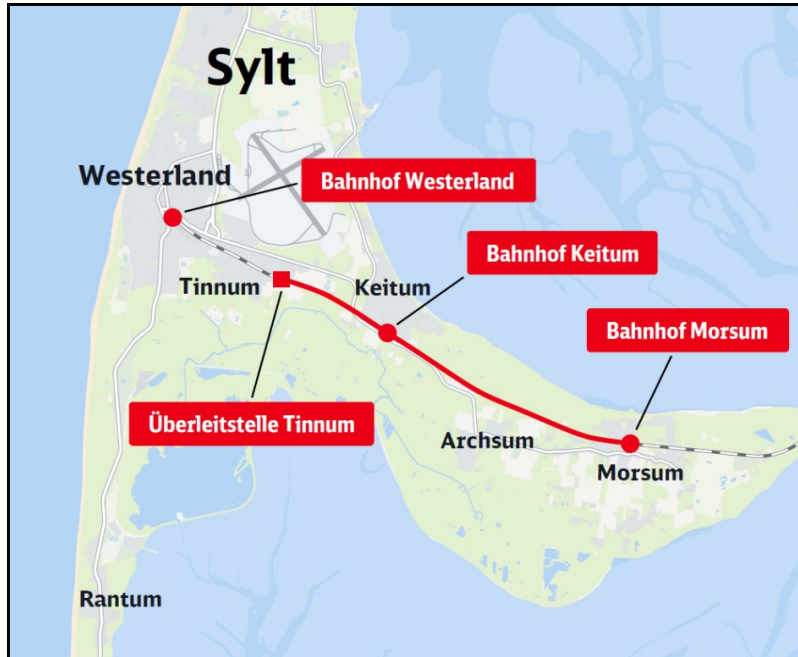 Sylt
Westerland
Bahnhof Westerland
Bahnhof Keitum
Tinnum
Keitum
Bahnhof Morsum
Überleitstelle Tinnum
Archsum
Morsum
Rantum